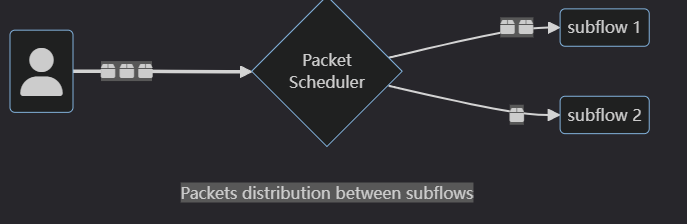 Packet
Scheduler
subflow 1
subflow 2
Packets distribution between subflows